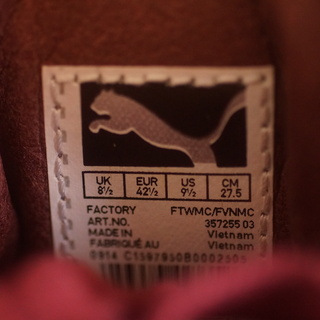 UK EUR US CM
8½ 42½ 9½ 27.5
FACTORY FTWMC/FVNMC
ART.NO. 357255 03
MADE IN Vietnam
FABRIQUÉ AU Vietnam